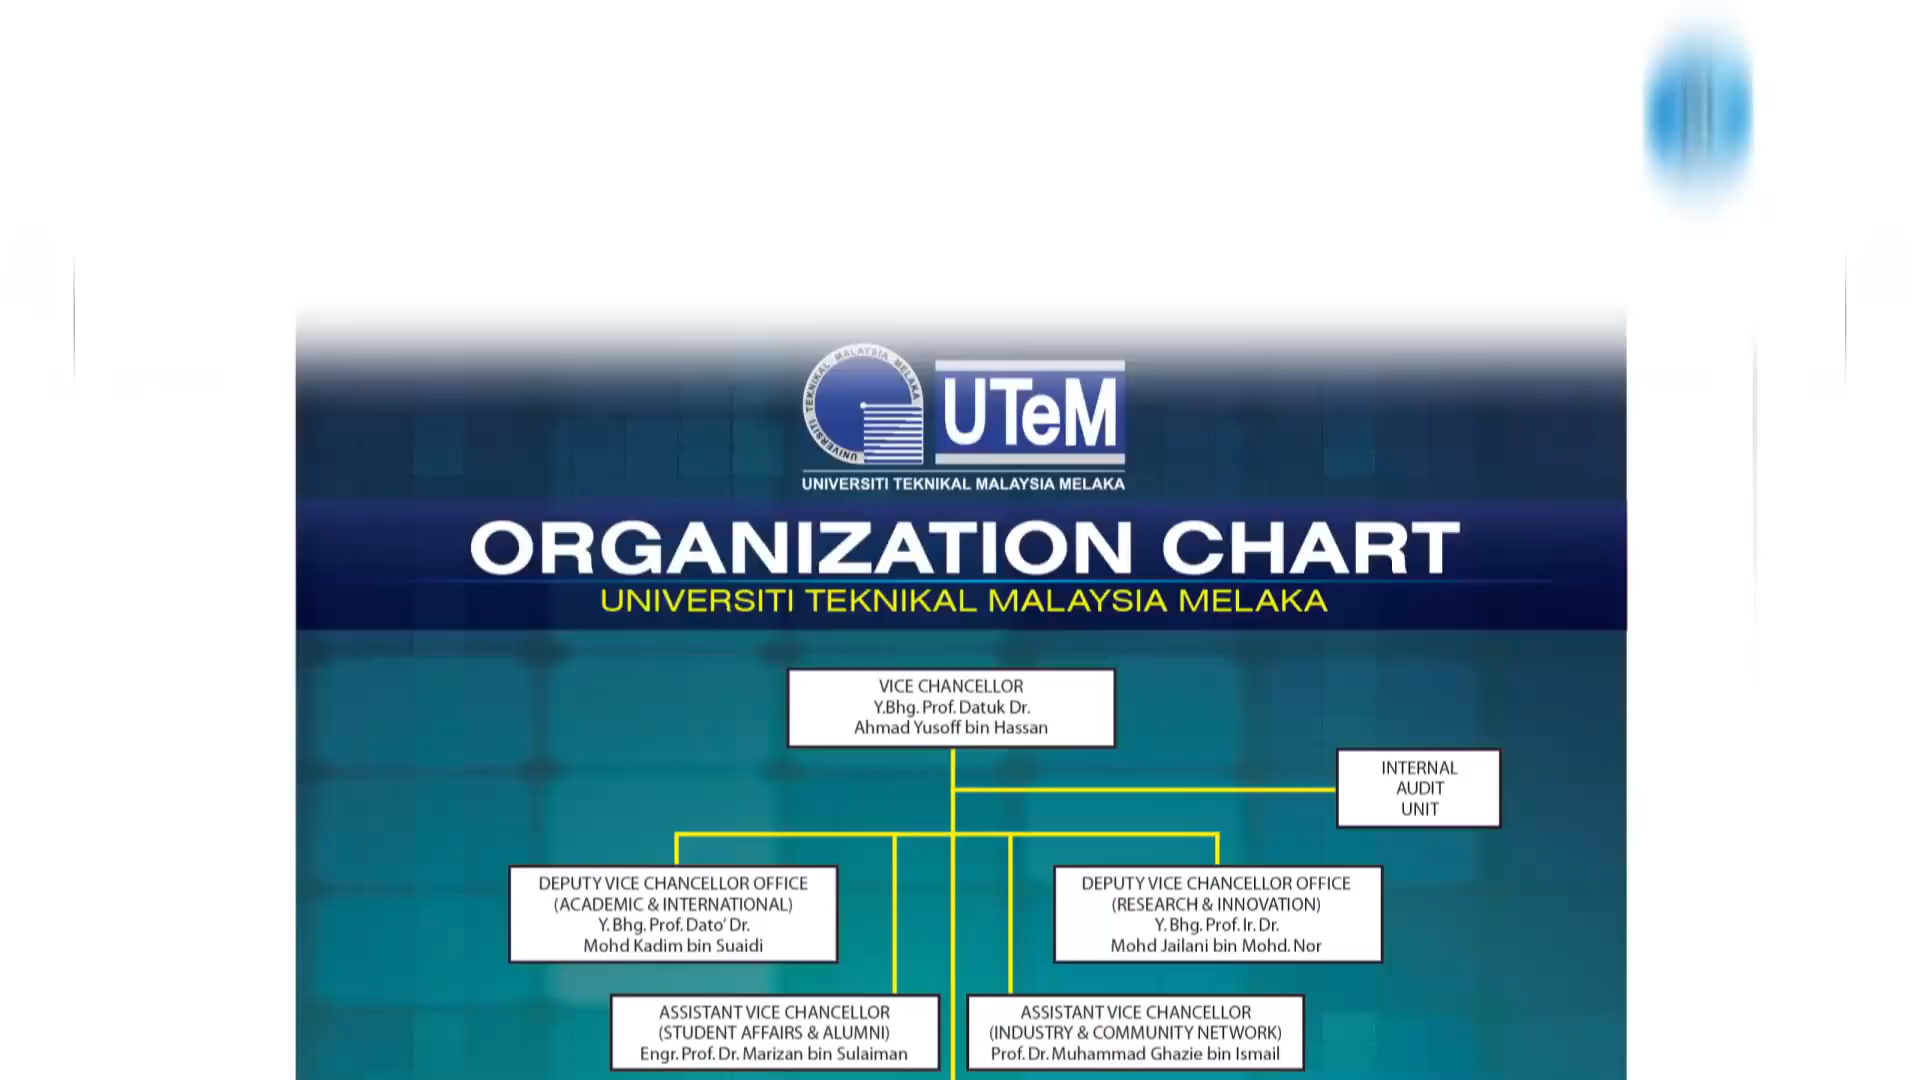 UNIVERSITI TEKNIKAL MALAYSIA MELAKA
UTeM
UNIVERSITI TEKNIKAL MALAYSIA MELAKA
ORGANIZATION CHART
UNIVERSITI TEKNIKAL MALAYSIA MELAKA
VICE CHANCELLOR
Y.Bhg. Prof. Datuk Dr.
Ahmad Yusoff bin Hassan
INTERNAL
AUDIT
UNIT
DEPUTY VICE CHANCELLOR OFFICE
(ACADEMIC & INTERNATIONAL)
Y. Bhg. Prof. Dato’ Dr.
Mohd Kadim bin Suaidi
DEPUTY VICE CHANCELLOR OFFICE
(RESEARCH & INNOVATION)
Y. Bhg. Prof. Ir. Dr.
Mohd Jailani bin Mohd. Nor
ASSISTANT VICE CHANCELLOR
(STUDENT AFFAIRS & ALUMNI)
Engr. Prof. Dr. Marizan bin Sulaiman
ASSISTANT VICE CHANCELLOR
(INDUSTRY & COMMUNITY NETWORK)
Prof. Dr. Muhammad Ghazie bin Ismail